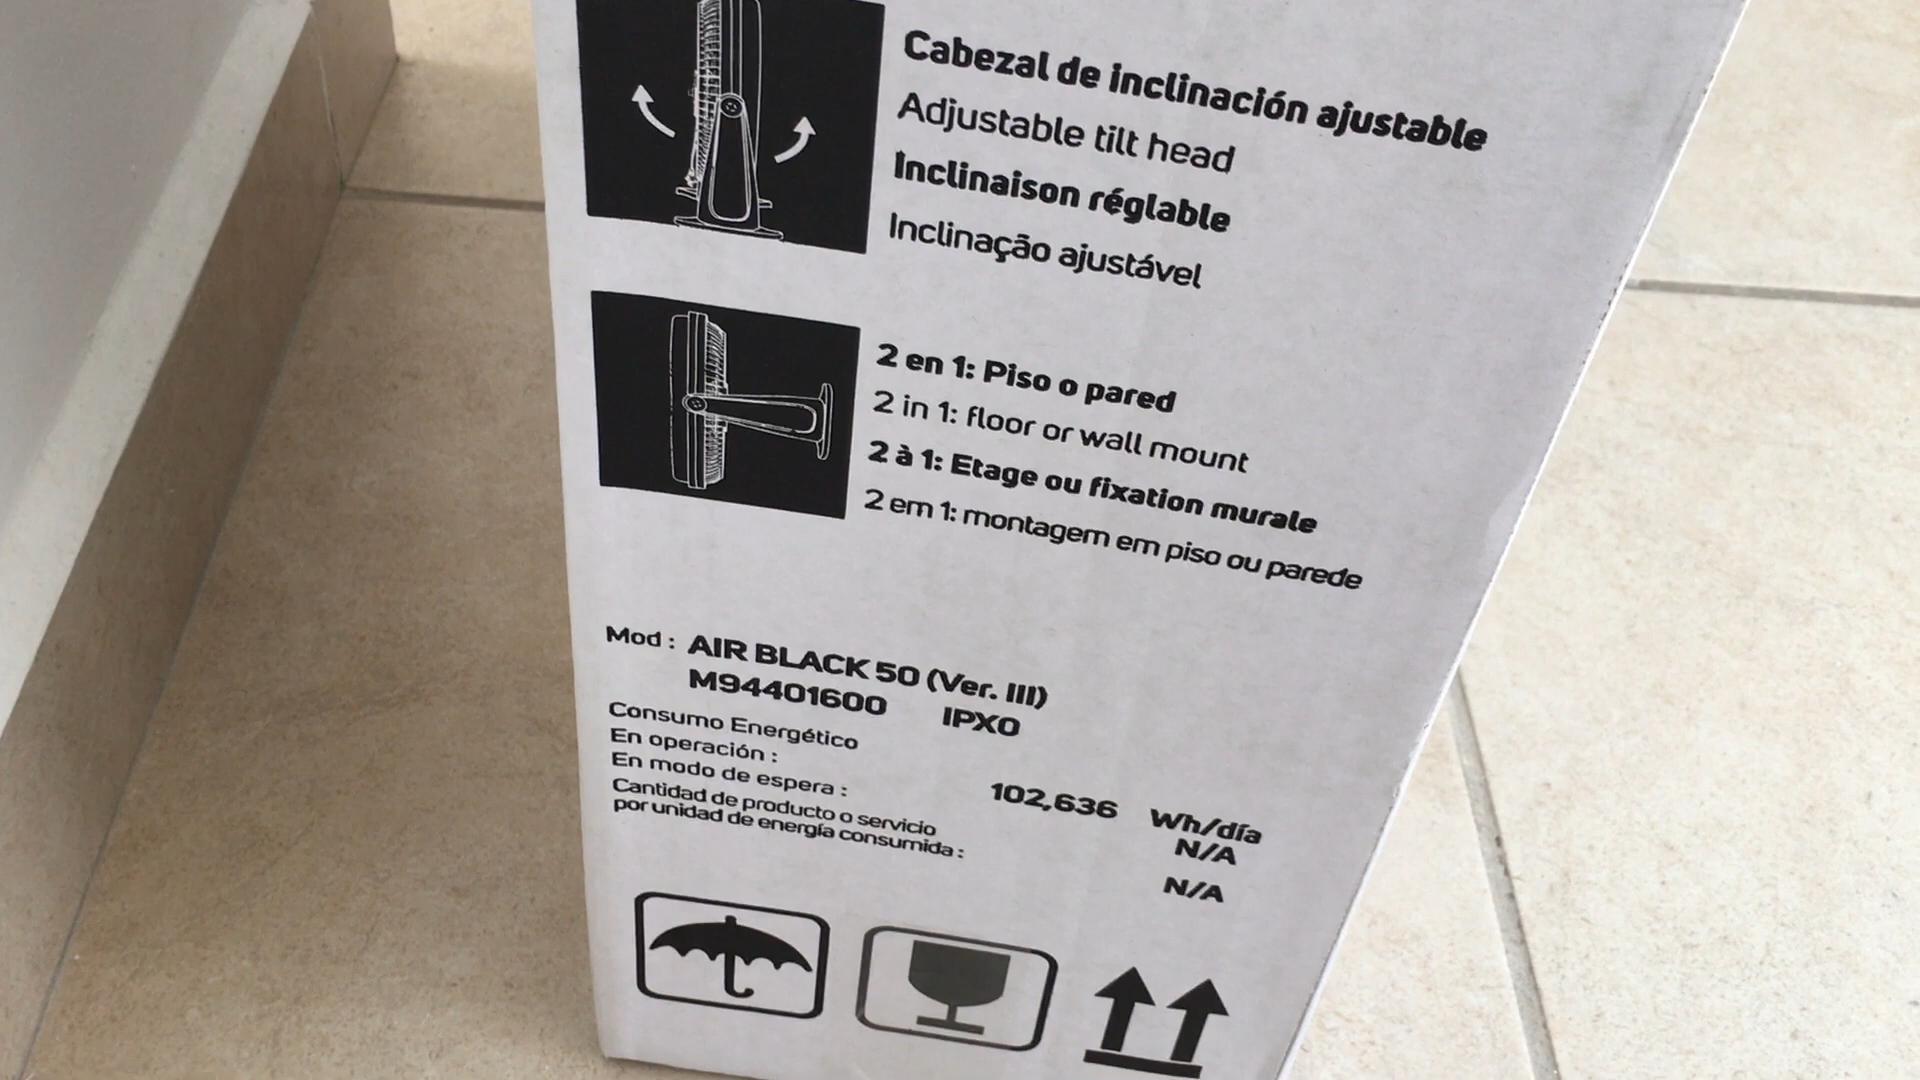 Cabezal de inclinación ajustable
Adjustable tilt head
Inclinaison réglable
Inclinação ajustável
2 en 1: Piso o pared
2 in 1: floor or wall mount
2 à 1: Etage ou fixation murale
2 em 1: montagem em piso ou parede
Mod : AIR BLACK 50 (Ver. III)
M94401600 IPX0
Consumo Energético
En operación : 102,636 Wh/día
En modo de espera : N/A
Cantidad de producto o servicio
por unidad de energía consumida : N/A